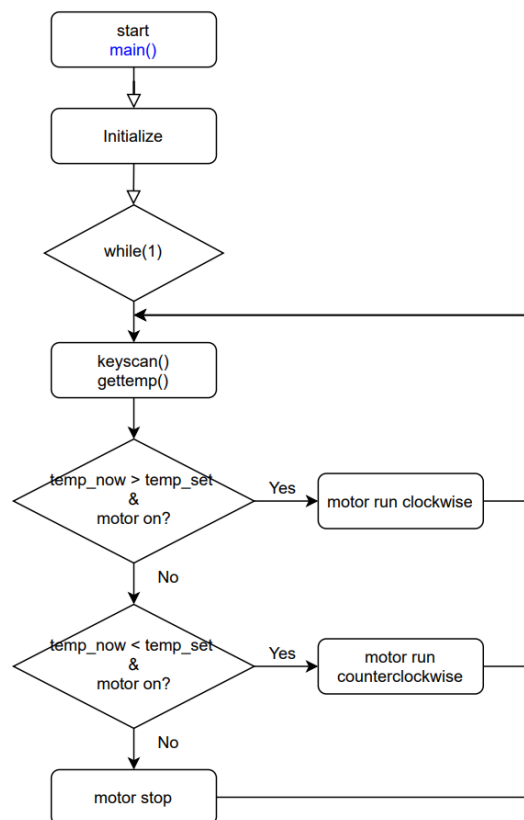 start
main()
Initialize
while(1)
keyscan()
gettemp()
temp_now > temp_set
&
motor on?
Yes
motor run clockwise
No
temp_now < temp_set
&
motor on?
Yes
motor run
counterclockwise
No
motor stop